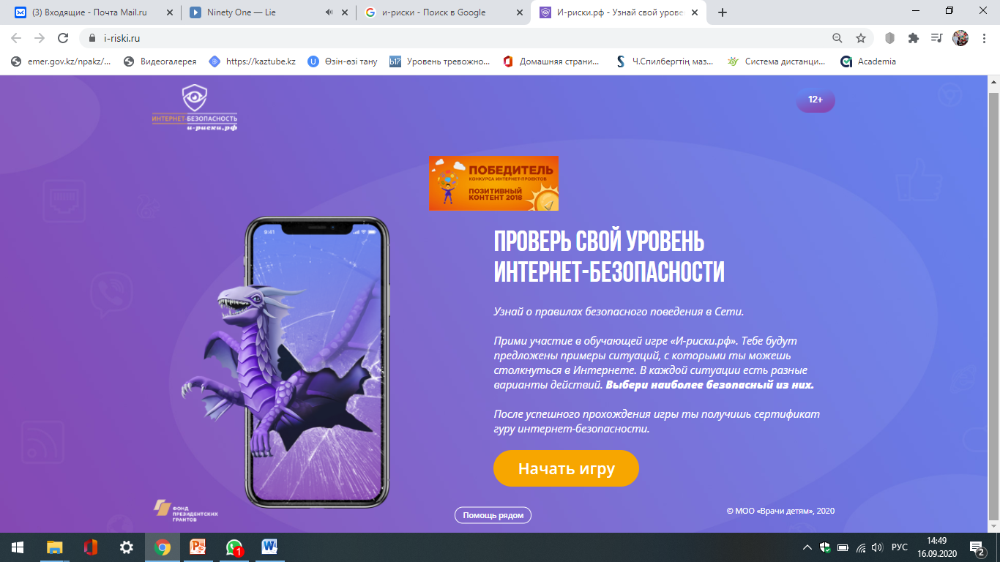 (3) Входящие - Почта Mail.ru
Ninety One — Lie
и-риски - Поиск в Google
И-риски.рф - Узнай свой урове
i-riski.ru
emer.gov.kz/npakz/...
Видеогалерея
https://kaztube.kz
Өзін-өзі тану
b17
Уровень тревожно...
Домашняя страни...
Ч.Спилбергтің маз...
Система дистанци...
Academia
ИНТЕРНЕТ-БЕЗОПАСНОСТЬ
и-риски.рф
12+
ПОБЕДИТЕЛЬ
КОНКУРСА ИНТЕРНЕТ-ПРОЕКТОВ
ПОЗИТИВНЫЙ
КОНТЕНТ 2018
9:41
ПРОВЕРЬ СВОЙ УРОВЕНЬ
ИНТЕРНЕТ-БЕЗОПАСНОСТИ
Узнай о правилах безопасного поведения в Сети.
Прими участие в обучающей игре «И-риски.рф». Тебе будут
предложены примеры ситуаций, с которыми ты можешь
столкнуться в Интернете. В каждой ситуации есть разные
варианты действий. Выбери наиболее безопасный из них.
После успешного прохождения игры ты получишь сертификат
гуру интернет-безопасности.
Начать игру
ФОНД
ПРЕЗИДЕНТСКИХ
ГРАНТОВ
Помощь рядом
© МОО «Врачи детям», 2020
1
РУС
14:49
16.09.2020
2